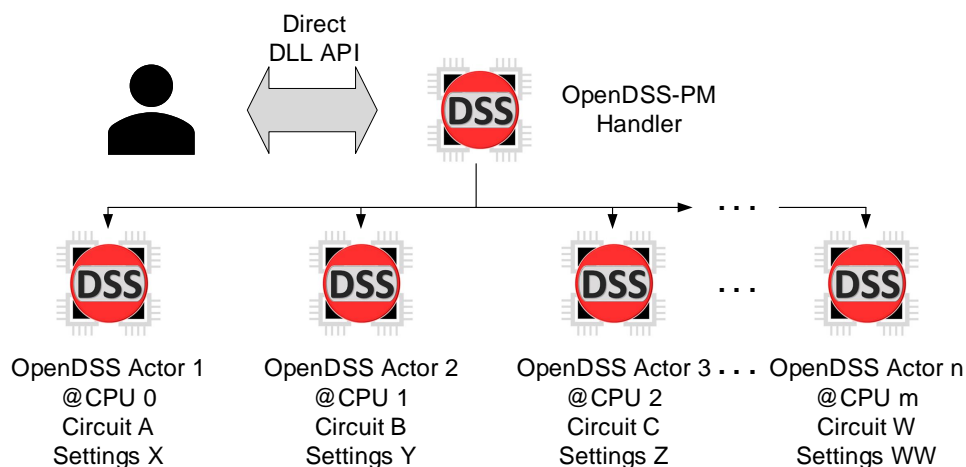 Direct
DLL API
DSS
OpenDSS-PM
Handler
. . .
DSS
DSS
DSS
. . .
DSS
OpenDSS Actor 1
@CPU 0
Circuit A
Settings X
OpenDSS Actor 2
@CPU 1
Circuit B
Settings Y
OpenDSS Actor 3
@CPU 2
Circuit C
Settings Z
. . .
OpenDSS Actor n
@CPU m
Circuit W
Settings WW